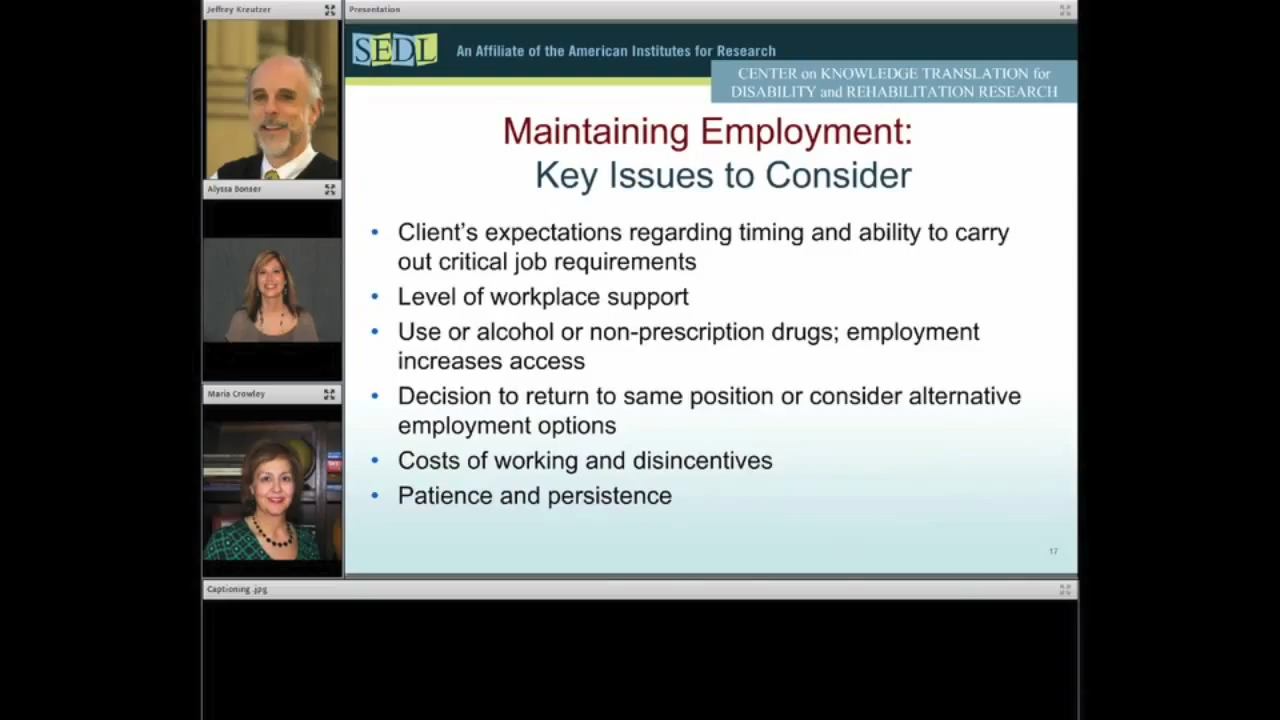 Jeffrey Kreutzer
Presentation
SEDL
An Affiliate of the American Institutes for Research
CENTER on KNOWLEDGE TRANSLATION for
DISABILITY and REHABILITATION RESEARCH
Maintaining Employment:
Key Issues to Consider
Alyssa Bonser
• Client's expectations regarding timing and ability to carry
out critical job requirements
• Level of workplace support
• Use or alcohol or non-prescription drugs; employment
increases access
• Decision to return to same position or consider alternative
employment options
• Costs of working and disincentives
• Patience and persistence
Maria Crowley
17
Captioning .jpg